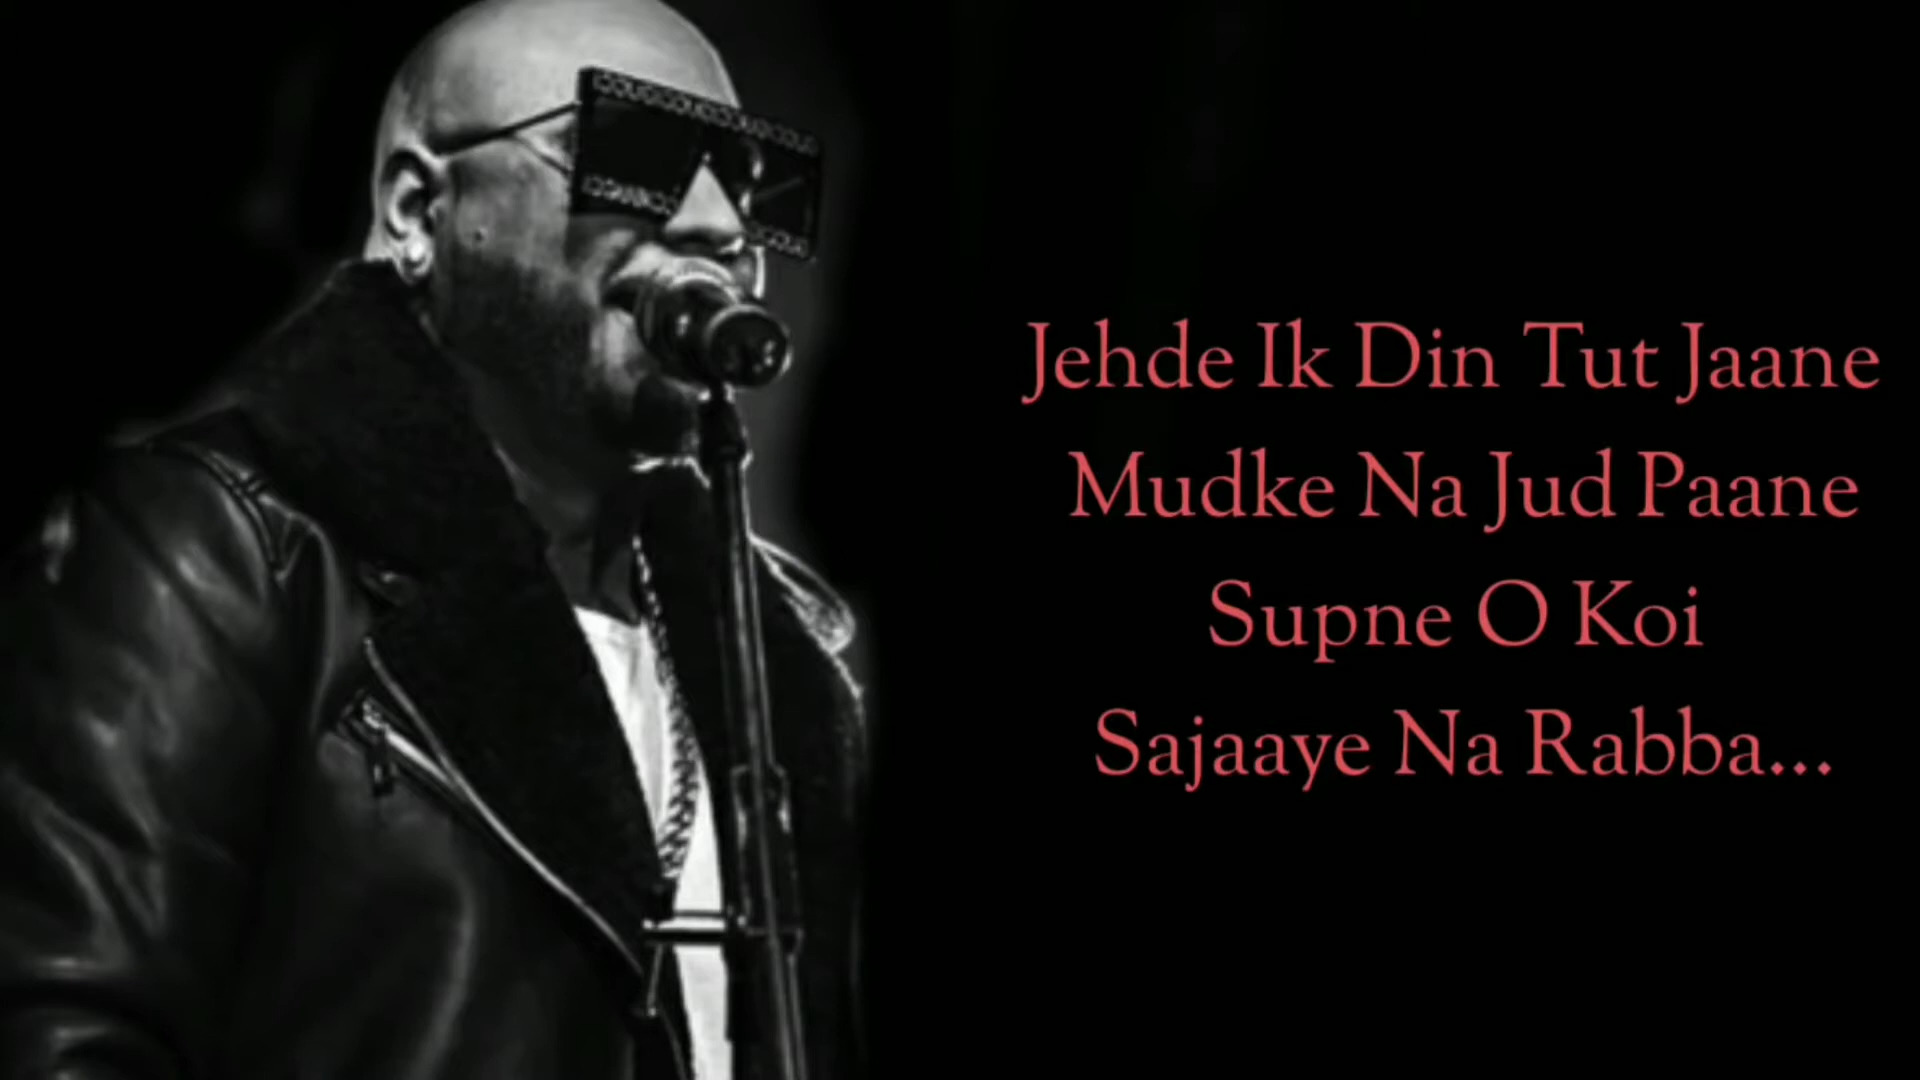 Jehde Ik Din Tut Jaane
Mudke Na Jud Paane
Supne O Koi
Sajaaye Na Rabba...